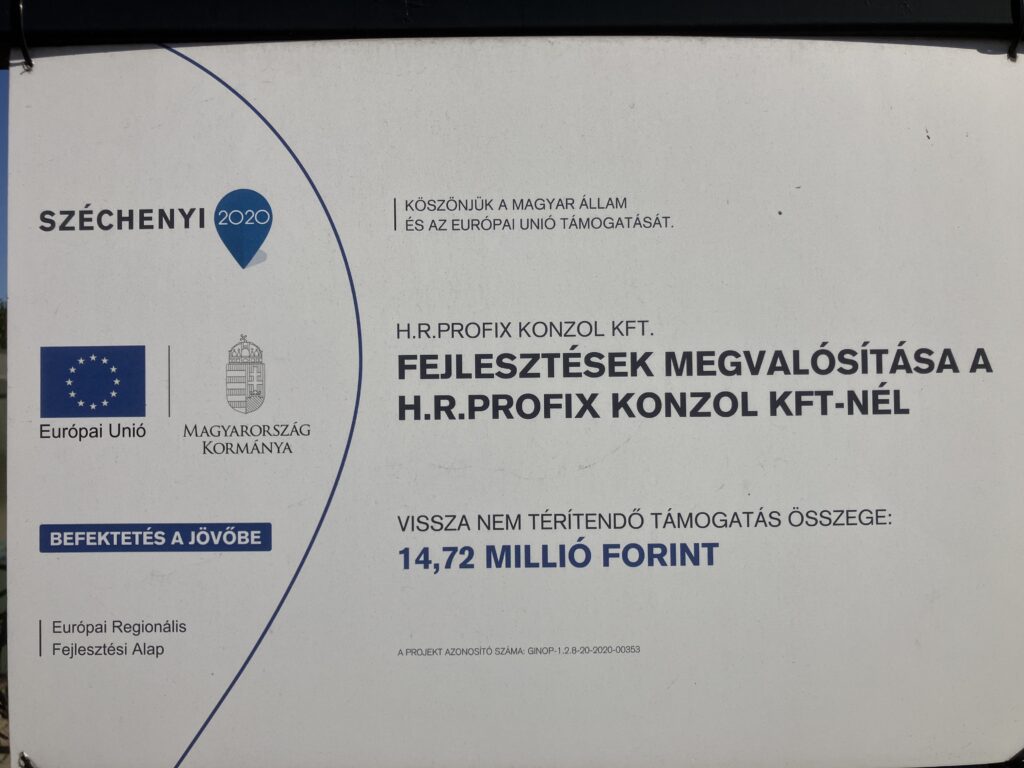 SZÉCHENYI 2020
KÖSZÖNJÜK A MAGYAR ÁLLAM
ÉS AZ EURÓPAI UNIÓ TÁMOGATÁSÁT.
Európai Unió
MAGYARORSZÁG
KORMÁNYA
H.R.PROFIX KONZOL KFT.
FEJLESZTÉSEK MEGVALÓSÍTÁSA A
H.R.PROFIX KONZOL KFT-NÉL
BEFEKTETÉS A JÖVŐBE
VISSZA NEM TÉRÍTENDŐ TÁMOGATÁS ÖSSZEGE:
14,72 MILLIÓ FORINT
Európai Regionális
Fejlesztési Alap
A PROJEKT AZONOSÍTÓ SZÁMA: GINOP-1.2.8-20-2020-00353